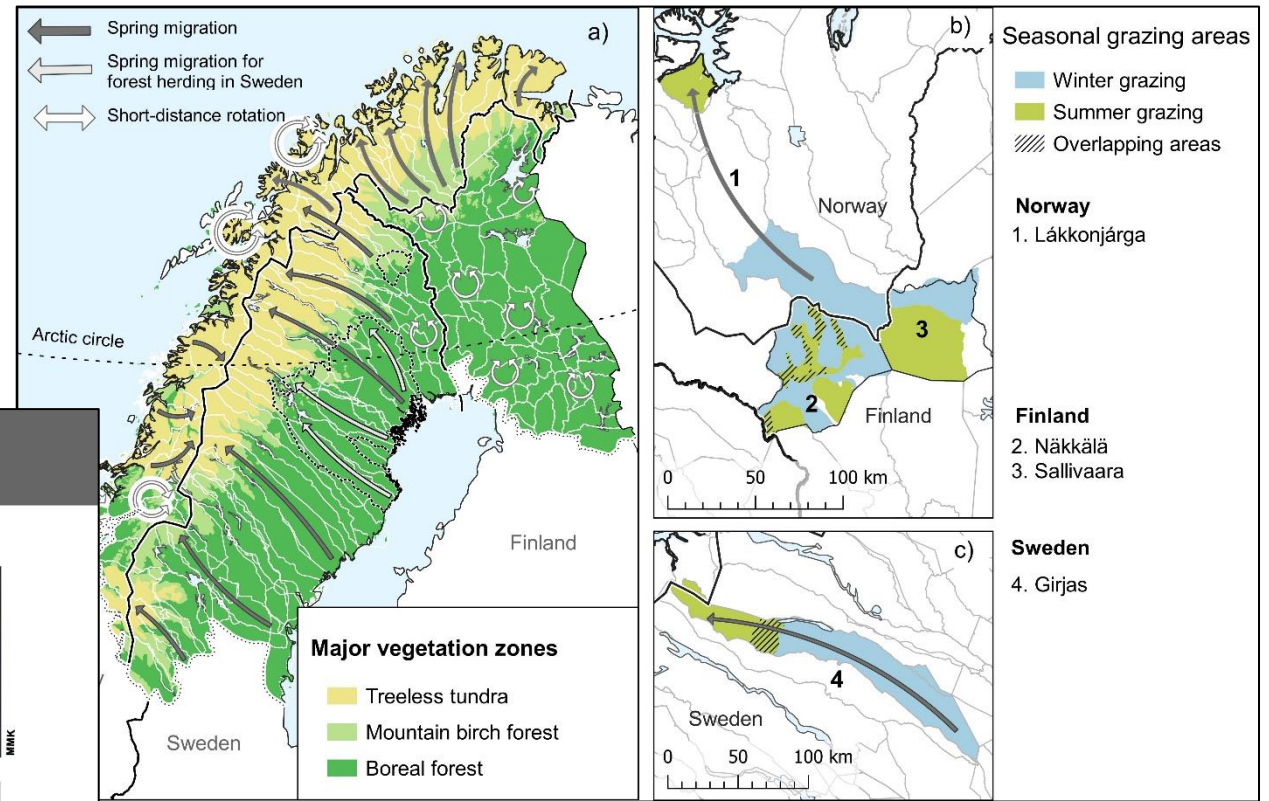 Spring migration
Spring migration for
forest herding in Sweden
Short-distance rotation
a)
Arctic circle
Finland
Sweden
Major vegetation zones
Treeless tundra
Mountain birch forest
Boreal forest
MMK
b)
1
Norway
3
2
Finland
0 50 100 km
c)
4
Sweden
0 50 100 km
Seasonal grazing areas
Winter grazing
Summer grazing
Overlapping areas
Norway
1. Lákkonjárga
Finland
2. Näkkälä
3. Sallivaara
Sweden
4. Girjas